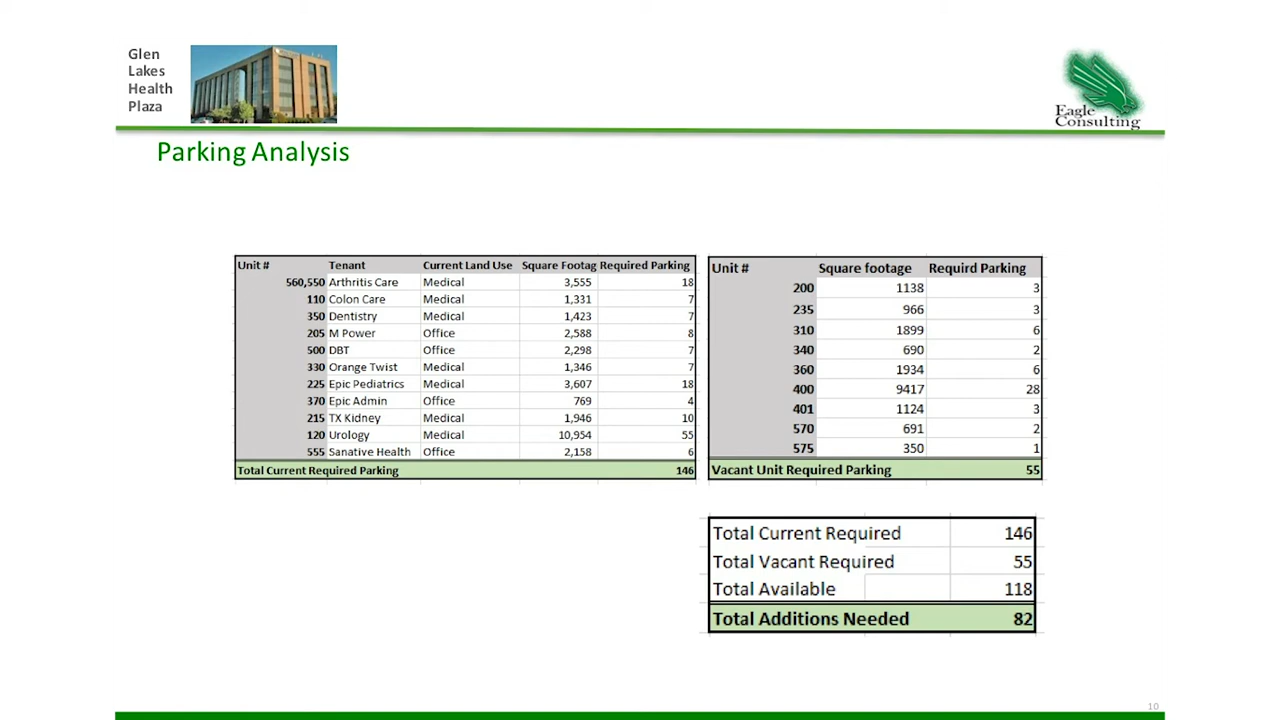 Glen
Lakes
Health
Plaza
Eagle
Consulting
Parking Analysis
Unit # Tenant Current Land Use Square Footag Required Parking
560,550 Arthritis Care Medical 3,555 18
110 Colon Care Medical 1,331 7
350 Dentistry Medical 1,423 7
205 M Power Office 2,588 8
500 DBT Office 2,298 7
330 Orange Twist Medical 1,346 7
225 Epic Pediatrics Medical 3,607 18
370 Epic Admin Office 769 4
215 TX Kidney Medical 1,946 10
120 Urology Medical 10,954 55
555 Sanative Health Office 2,158 6
Total Current Required Parking 146
Unit # Square footage Requird Parking
200 1138 3
235 966 3
310 1899 6
340 690 2
360 1934 6
400 9417 28
401 1124 3
570 691 2
575 350 1
Vacant Unit Required Parking 55
Total Current Required 146
Total Vacant Required 55
Total Available 118
Total Additions Needed 82
10